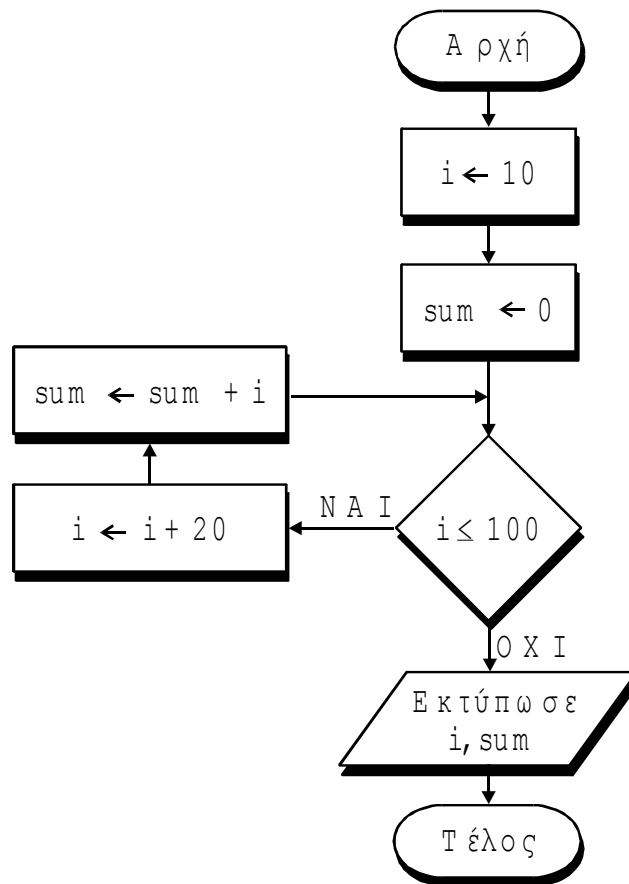 Αρχή
i ← 10
sum ← 0
sum ← sum + i
ΝΑΙ
i ← i + 20
i ≤ 100
ΟΧΙ
Εκτύπωσε
i, sum
Τέλος